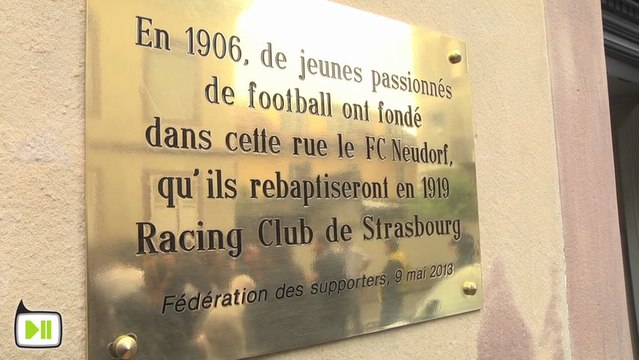 En 1906, de jeunes passionnés
de football ont fondé
dans cette rue le FC Neudorf,
qu'ils rebaptiseront en 1919
Racing Club de Strasbourg
Fédération des supporters, 9 mai 2013